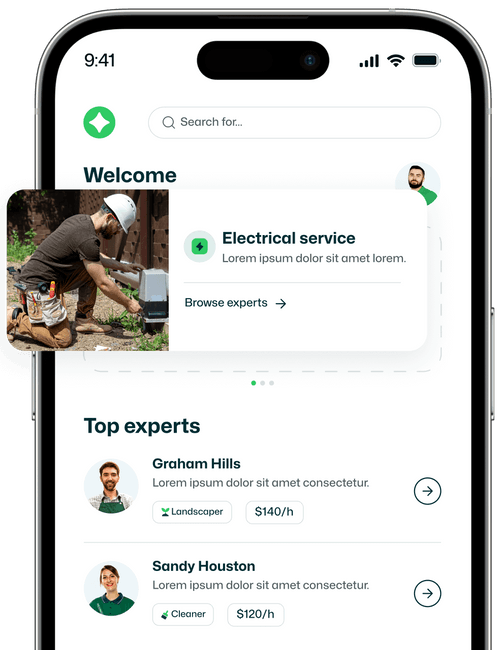 9:41
Search for...
Welcome
Electrical service
Lorem ipsum dolor sit amet lorem.
Browse experts
Top experts
Graham Hills
Lorem ipsum dolor sit amet consectetur.
Landscaper
$140/h
Sandy Houston
Lorem ipsum dolor sit amet consectetur.
Cleaner
$120/h